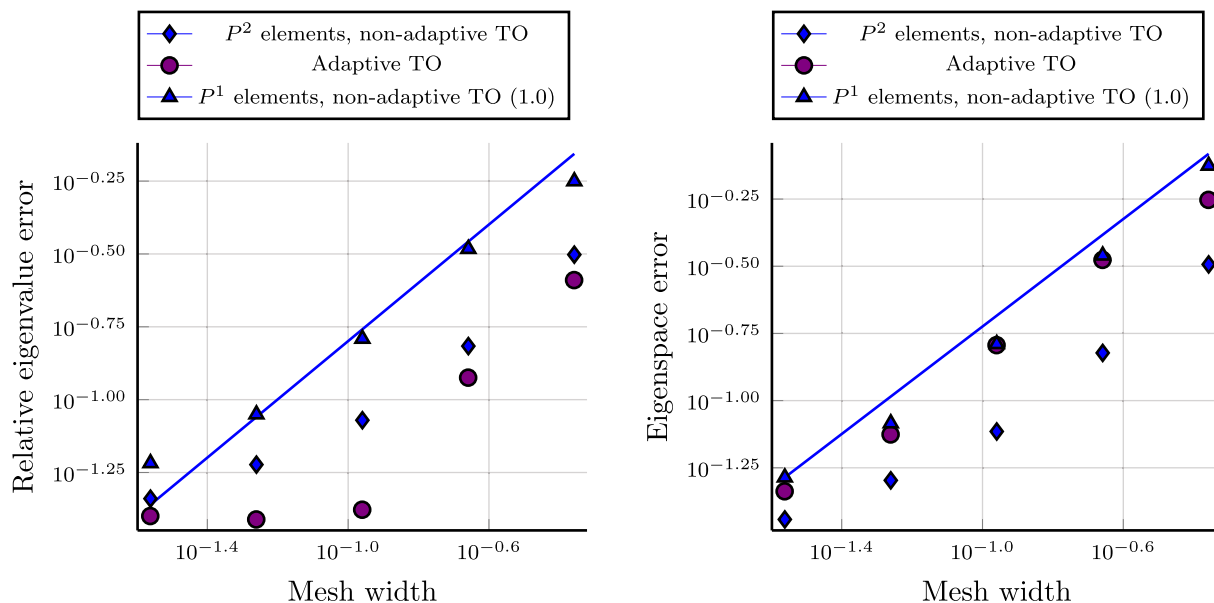 P² elements, non-adaptive TO
Adaptive TO
P¹ elements, non-adaptive TO (1.0)
Relative eigenvalue error
10⁻⁰·²⁵
10⁻⁰·⁵⁰
10⁻⁰·⁷⁵
10⁻¹·⁰⁰
10⁻¹·²⁵
10⁻¹·⁴
10⁻¹·⁰
10⁻⁰·⁶
Mesh width
P² elements, non-adaptive TO
Adaptive TO
P¹ elements, non-adaptive TO (1.0)
Eigenspace error
10⁻⁰·²⁵
10⁻⁰·⁵⁰
10⁻⁰·⁷⁵
10⁻¹·⁰⁰
10⁻¹·²⁵
10⁻¹·⁴
10⁻¹·⁰
10⁻⁰·⁶
Mesh width